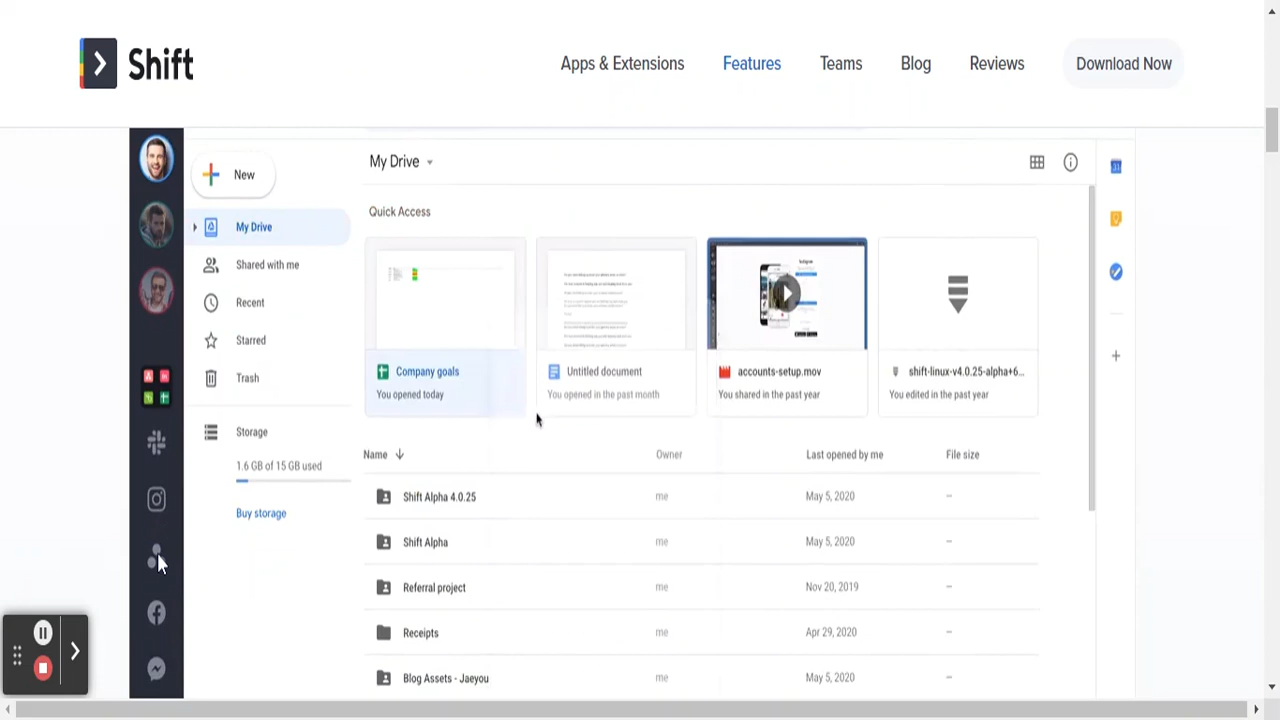 Shift
Apps & Extensions Features Teams Blog Reviews Download Now
My Drive
New
Quick Access
My Drive
Shared with me
Recent
Starred
Trash
Storage
1.6 GB of 15 GB used
Buy storage
Company goals
You opened today
Untitled document
You opened in the past month
accounts-setup.mov
You shared in the past year
shift-linux-v4.0.25-alpha+6...
You edited in the past year
31
Name Owner Last opened by me File size
Shift Alpha 4.0.25 me May 5, 2020 –
Shift Alpha me May 5, 2020 –
Referral project me Nov 20, 2019 –
Receipts me Apr 29, 2020 –
Blog Assets - Jaeyou me May 5, 2020 –